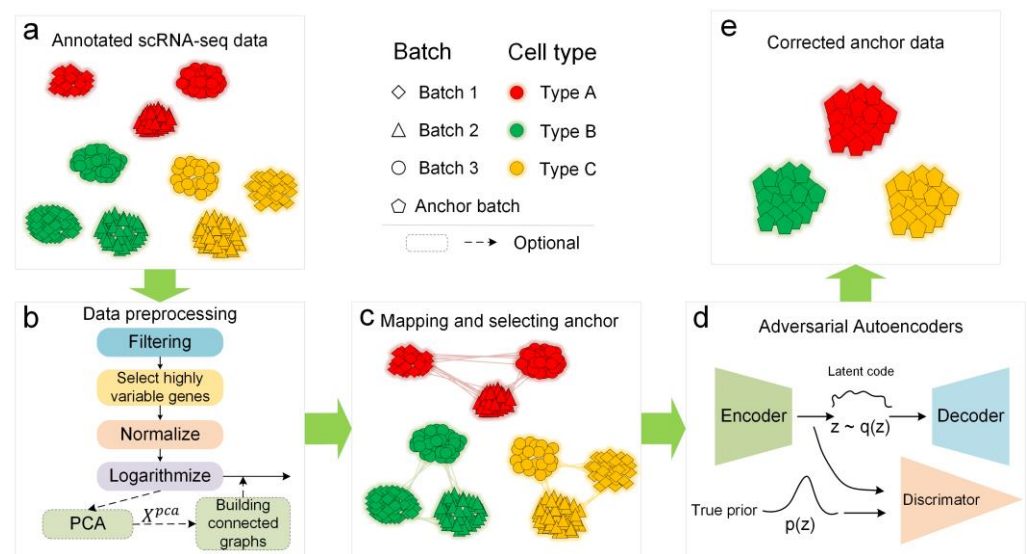 a
Annotated scRNA-seq data
Batch
Cell type
Batch 1
Type A
Batch 2
Type B
Batch 3
Type C
Anchor batch
Optional
e
Corrected anchor data
b
Data preprocessing
Filtering
Select highly
variable genes
Normalize
Logarithmize
PCA
X^pca
Building
connected
graphs
c
Mapping and selecting anchor
d
Adversarial Autoencoders
Encoder
Latent code
z ~ q(z)
Decoder
True prior
p(z)
Discrimator